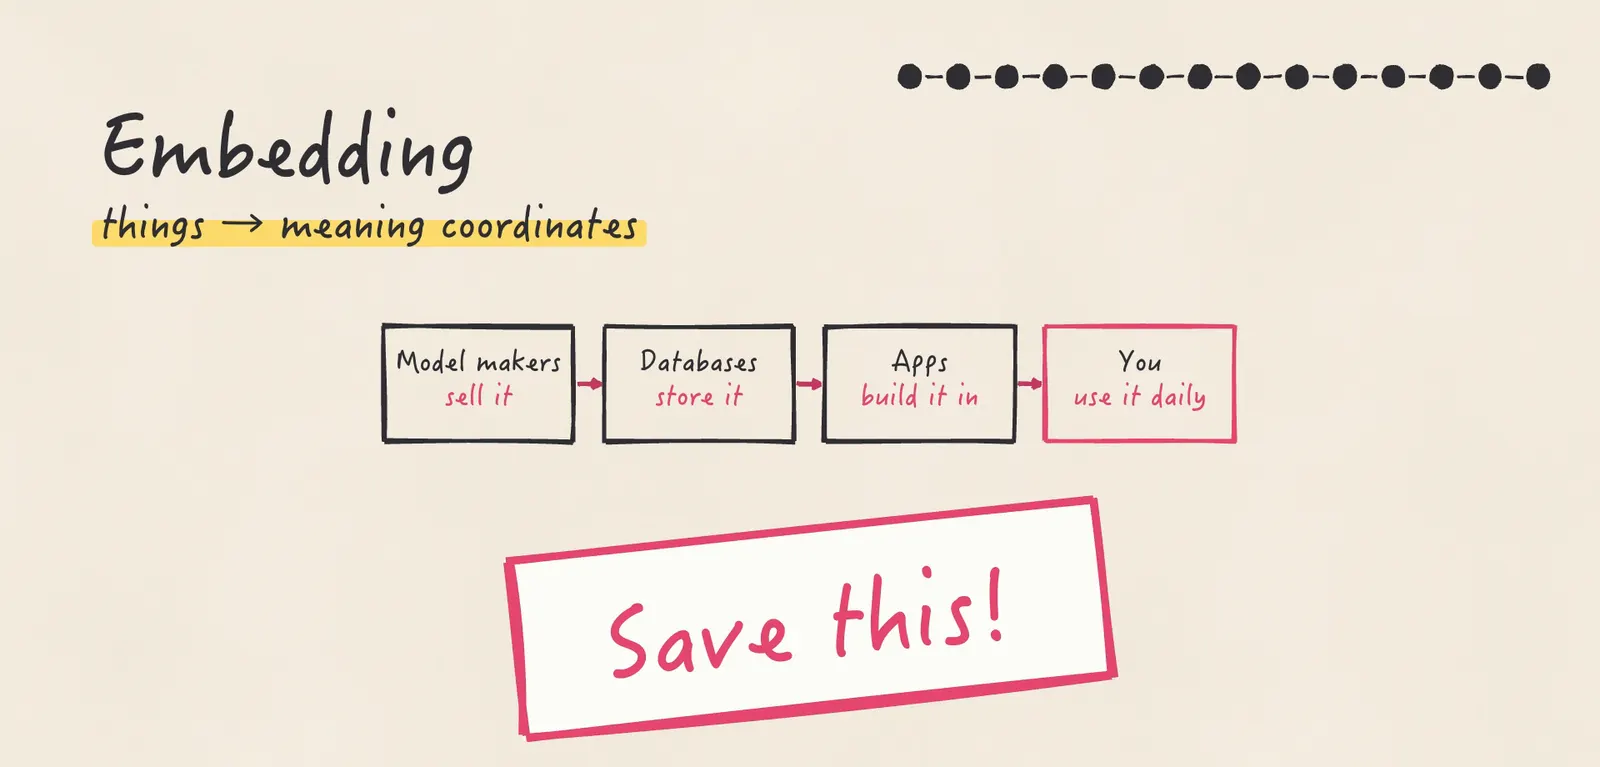 Embedding
things → meaning coordinates
Model makers
sell it
Databases
store it
Apps
build it in
You
use it daily
Save this!